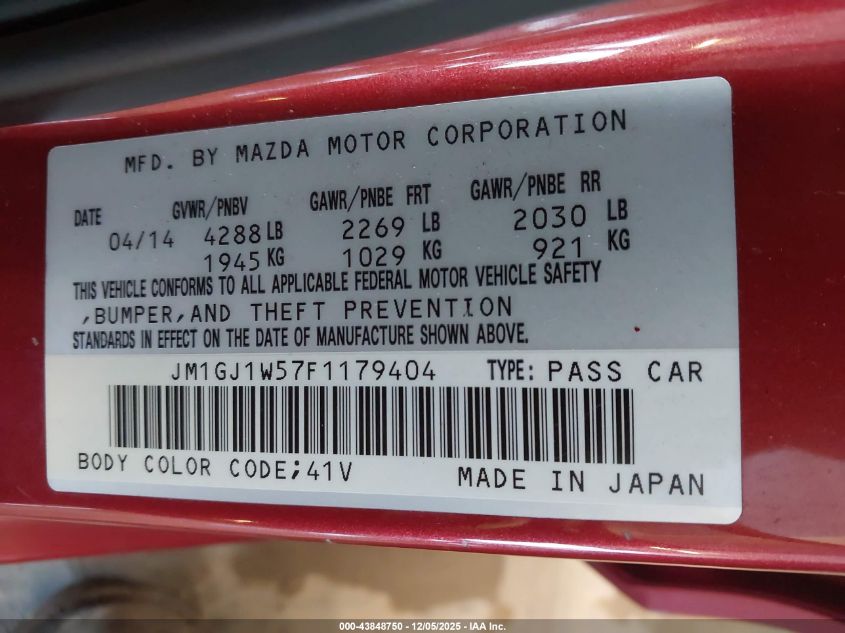 MFD. BY MAZDA MOTOR CORPORATION
DATE GVWR/PNBV GAWR/PNBE FRT GAWR/PNBE RR
04/14 4288 LB 2269 LB 2030 LB
1945 KG 1029 KG 921 KG
THIS VEHICLE CONFORMS TO ALL APPLICABLE FEDERAL MOTOR VEHICLE SAFETY
,BUMPER,AND THEFT PREVENTION
STANDARDS IN EFFECT ON THE DATE OF MANUFACTURE SHOWN ABOVE.
JM1GJ1W57F1179404 TYPE: PASS CAR
BODY COLOR CODE;41V MADE IN JAPAN
000-43848750 - 12/05/2025 - IAA Inc.